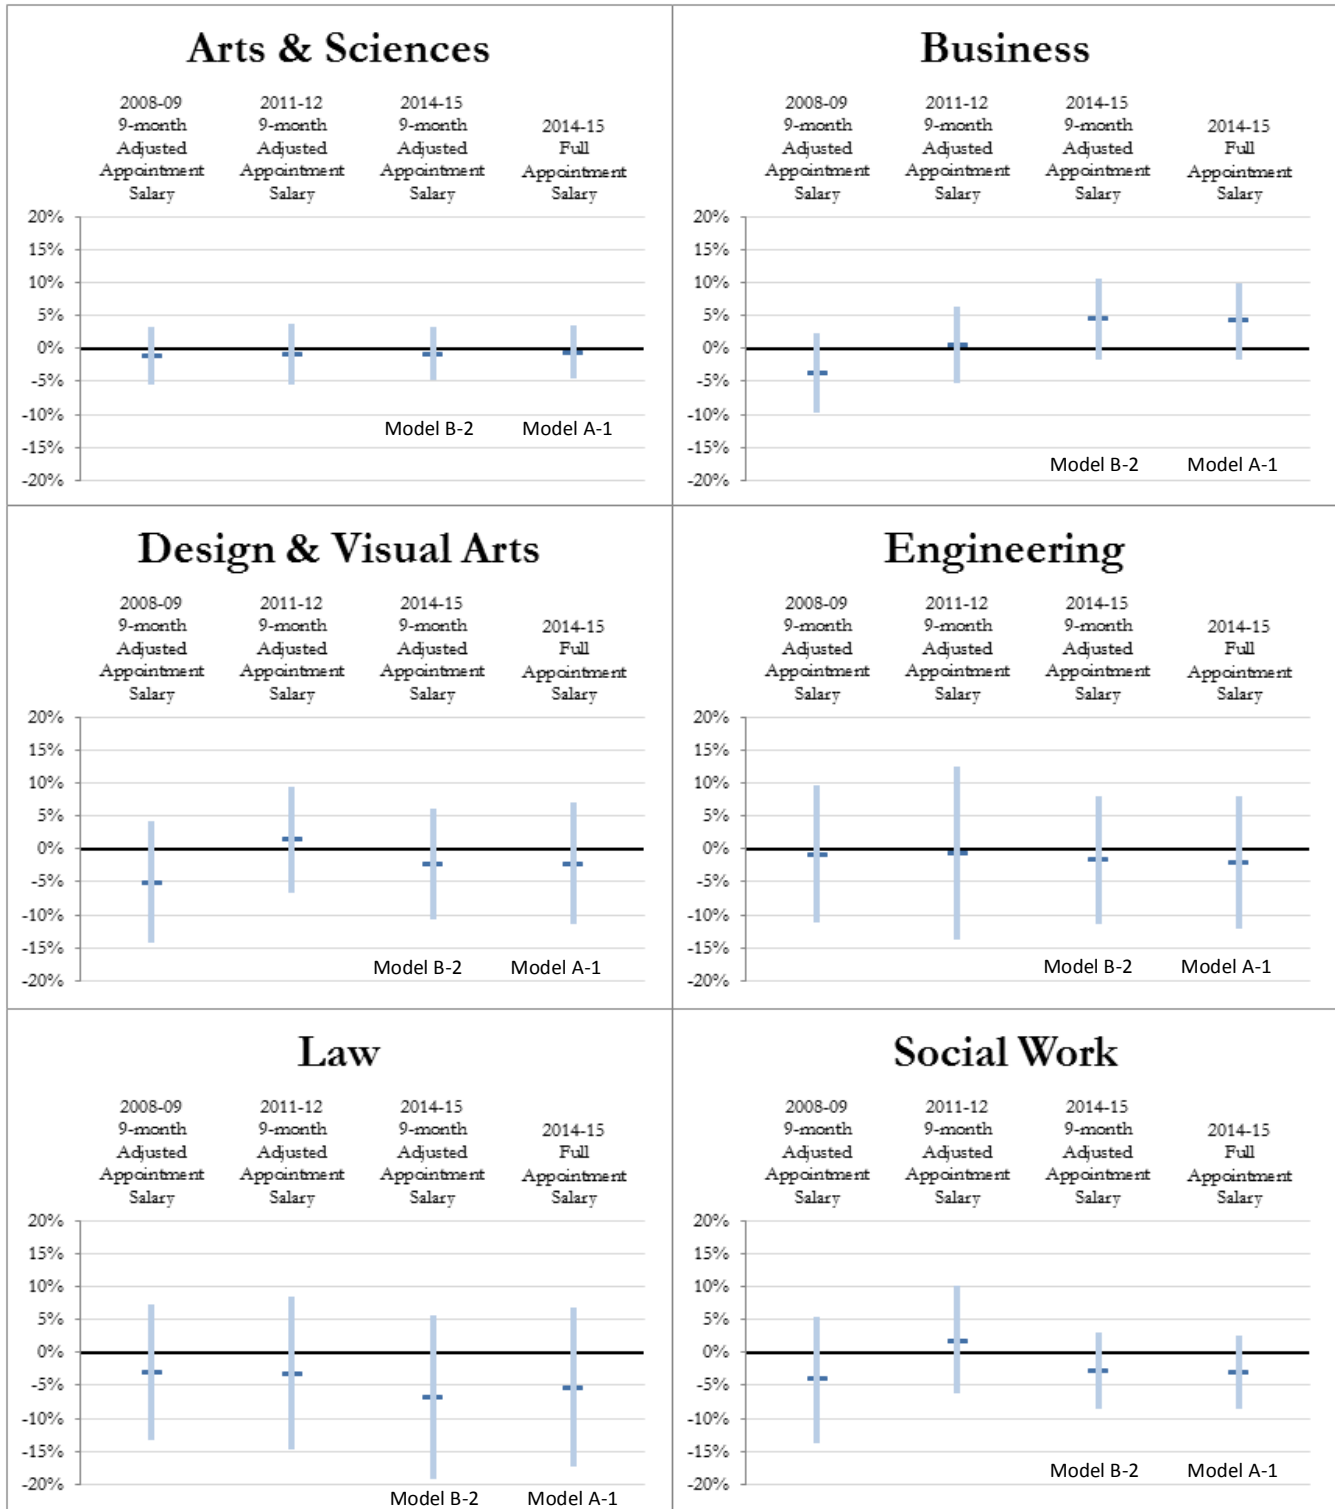 Arts & Sciences
2008-09
9-month
Adjusted
Appointment
Salary
2011-12
9-month
Adjusted
Appointment
Salary
2014-15
9-month
Adjusted
Appointment
Salary
2014-15
Full
Appointment
Salary
20%
15%
10%
5%
0%
-5%
-10%
-15%
-20%
Model B-2
Model A-1
Business
2008-09
9-month
Adjusted
Appointment
Salary
2011-12
9-month
Adjusted
Appointment
Salary
2014-15
9-month
Adjusted
Appointment
Salary
2014-15
Full
Appointment
Salary
20%
15%
10%
5%
0%
-5%
-10%
-15%
-20%
Model B-2
Model A-1
Design & Visual Arts
2008-09
9-month
Adjusted
Appointment
Salary
2011-12
9-month
Adjusted
Appointment
Salary
2014-15
9-month
Adjusted
Appointment
Salary
2014-15
Full
Appointment
Salary
20%
15%
10%
5%
0%
-5%
-10%
-15%
-20%
Model B-2
Model A-1
Engineering
2008-09
9-month
Adjusted
Appointment
Salary
2011-12
9-month
Adjusted
Appointment
Salary
2014-15
9-month
Adjusted
Appointment
Salary
2014-15
Full
Appointment
Salary
20%
15%
10%
5%
0%
-5%
-10%
-15%
-20%
Model B-2
Model A-1
Law
2008-09
9-month
Adjusted
Appointment
Salary
2011-12
9-month
Adjusted
Appointment
Salary
2014-15
9-month
Adjusted
Appointment
Salary
2014-15
Full
Appointment
Salary
20%
15%
10%
5%
0%
-5%
-10%
-15%
-20%
Model B-2
Model A-1
Social Work
2008-09
9-month
Adjusted
Appointment
Salary
2011-12
9-month
Adjusted
Appointment
Salary
2014-15
9-month
Adjusted
Appointment
Salary
2014-15
Full
Appointment
Salary
20%
15%
10%
5%
0%
-5%
-10%
-15%
-20%
Model B-2
Model A-1